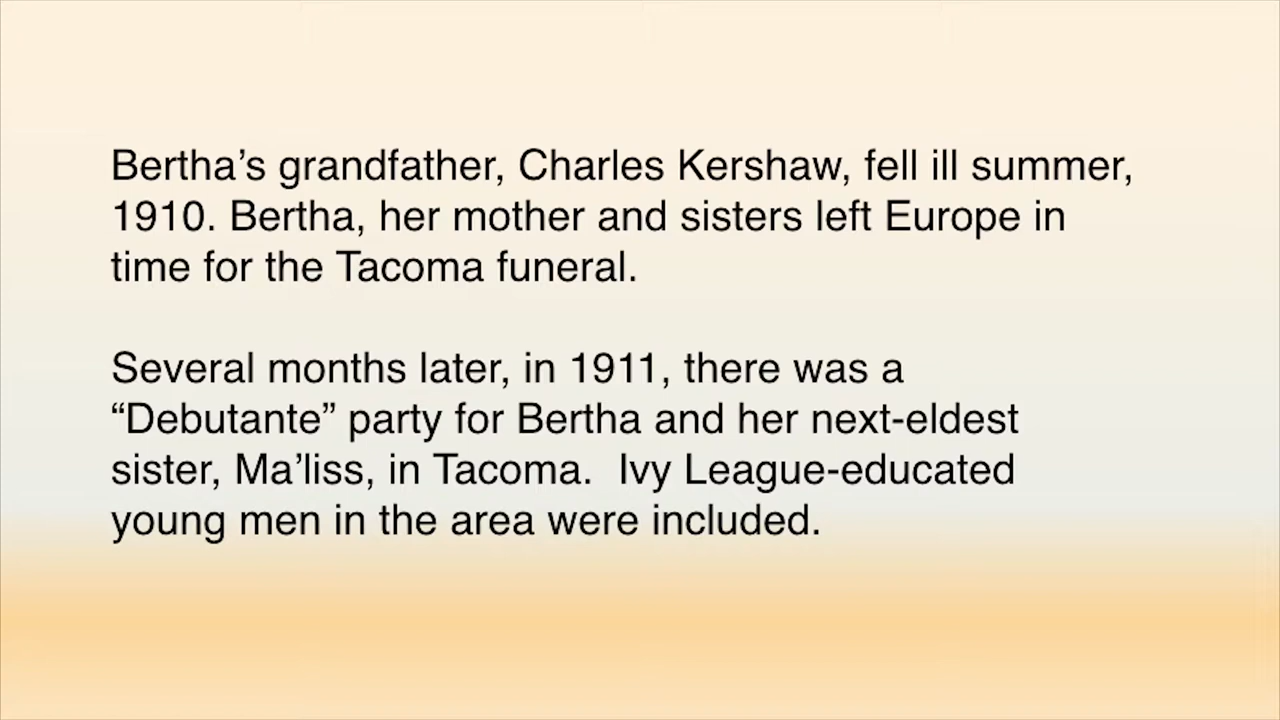 Bertha’s grandfather, Charles Kershaw, fell ill summer,
1910. Bertha, her mother and sisters left Europe in
time for the Tacoma funeral.
Several months later, in 1911, there was a
“Debutante” party for Bertha and her next-eldest
sister, Ma’liss, in Tacoma.  Ivy League-educated
young men in the area were included.